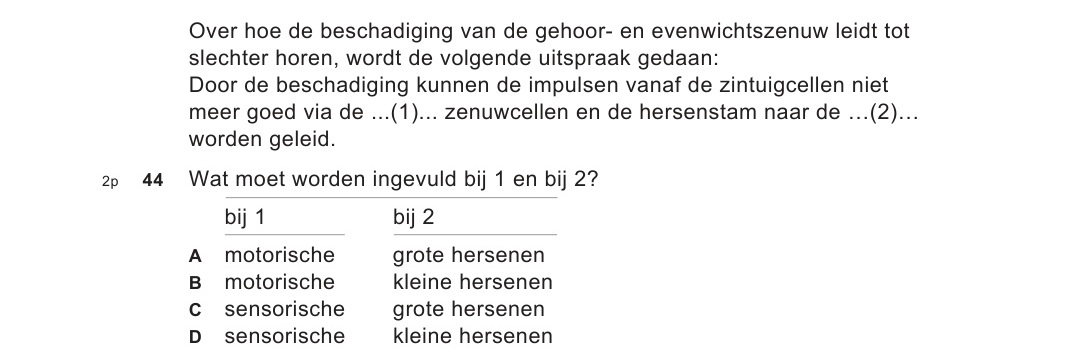 Over hoe de beschadiging van de gehoor- en evenwichtszenuw leidt tot
slechter horen, wordt de volgende uitspraak gedaan:
Door de beschadiging kunnen de impulsen vanaf de zintuigcellen niet
meer goed via de ...(1)... zenuwcellen en de hersenstam naar de …(2)…
worden geleid.
2p 44 Wat moet worden ingevuld bij 1 en bij 2?
bij 1 bij 2
A motorische grote hersenen
B motorische kleine hersenen
C sensorische grote hersenen
D sensorische kleine hersenen